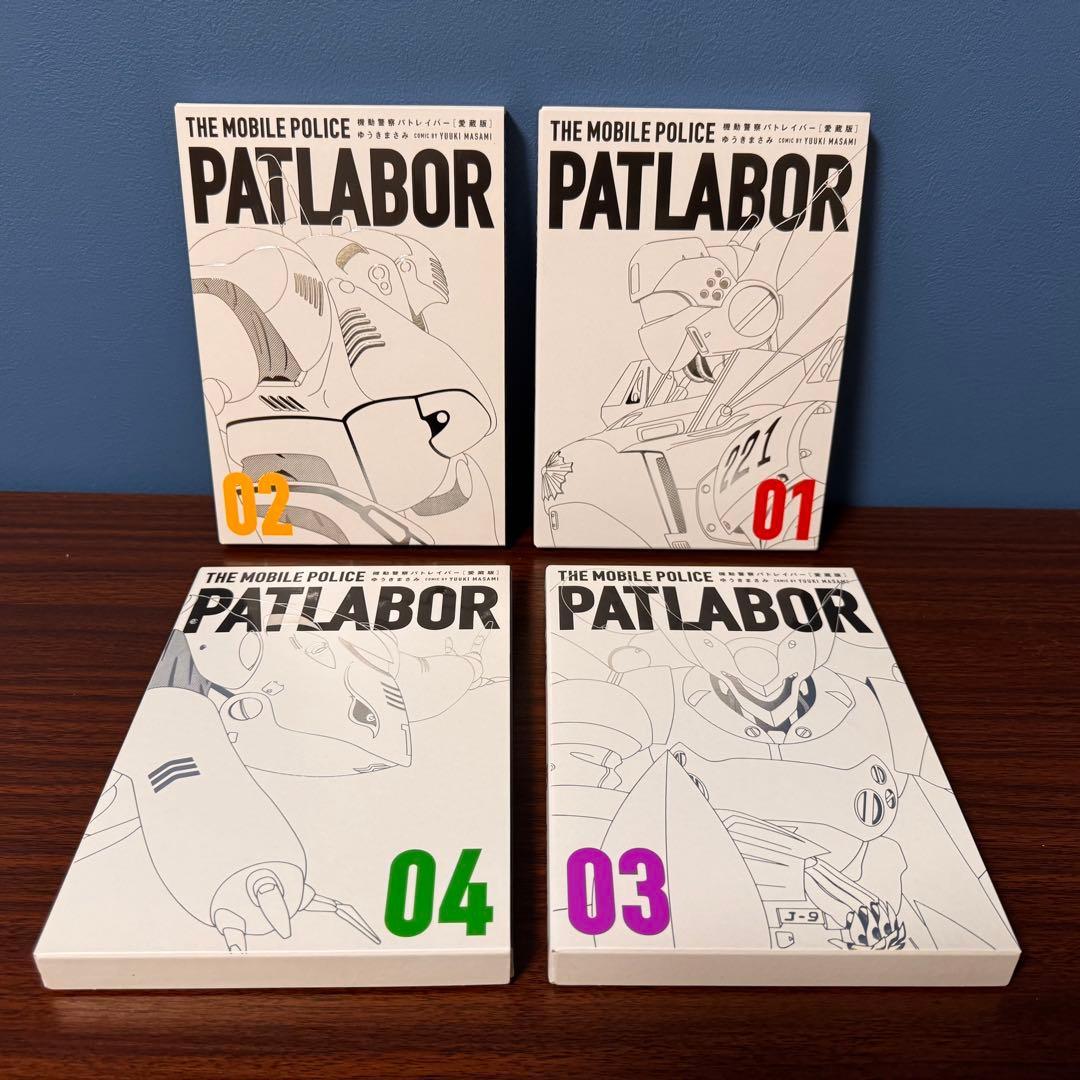 THE MOBILE POLICE 機動警察パトレイバー[愛蔵版]
ゆうきまさみ COMIC BY YUUKI MASAMI
PATLABOR
02
THE MOBILE POLICE 機動警察パトレイバー[愛蔵版]
ゆうきまさみ COMIC BY YUUKI MASAMI
PATLABOR
221
01
THE MOBILE POLICE 機動警察パトレイバー[愛蔵版]
ゆうきまさみ COMIC BY YUUKI MASAMI
PATLABOR
04
THE MOBILE POLICE 機動警察パトレイバー[愛蔵版]
ゆうきまさみ COMIC BY YUUKI MASAMI
PATLABOR
03
J-9